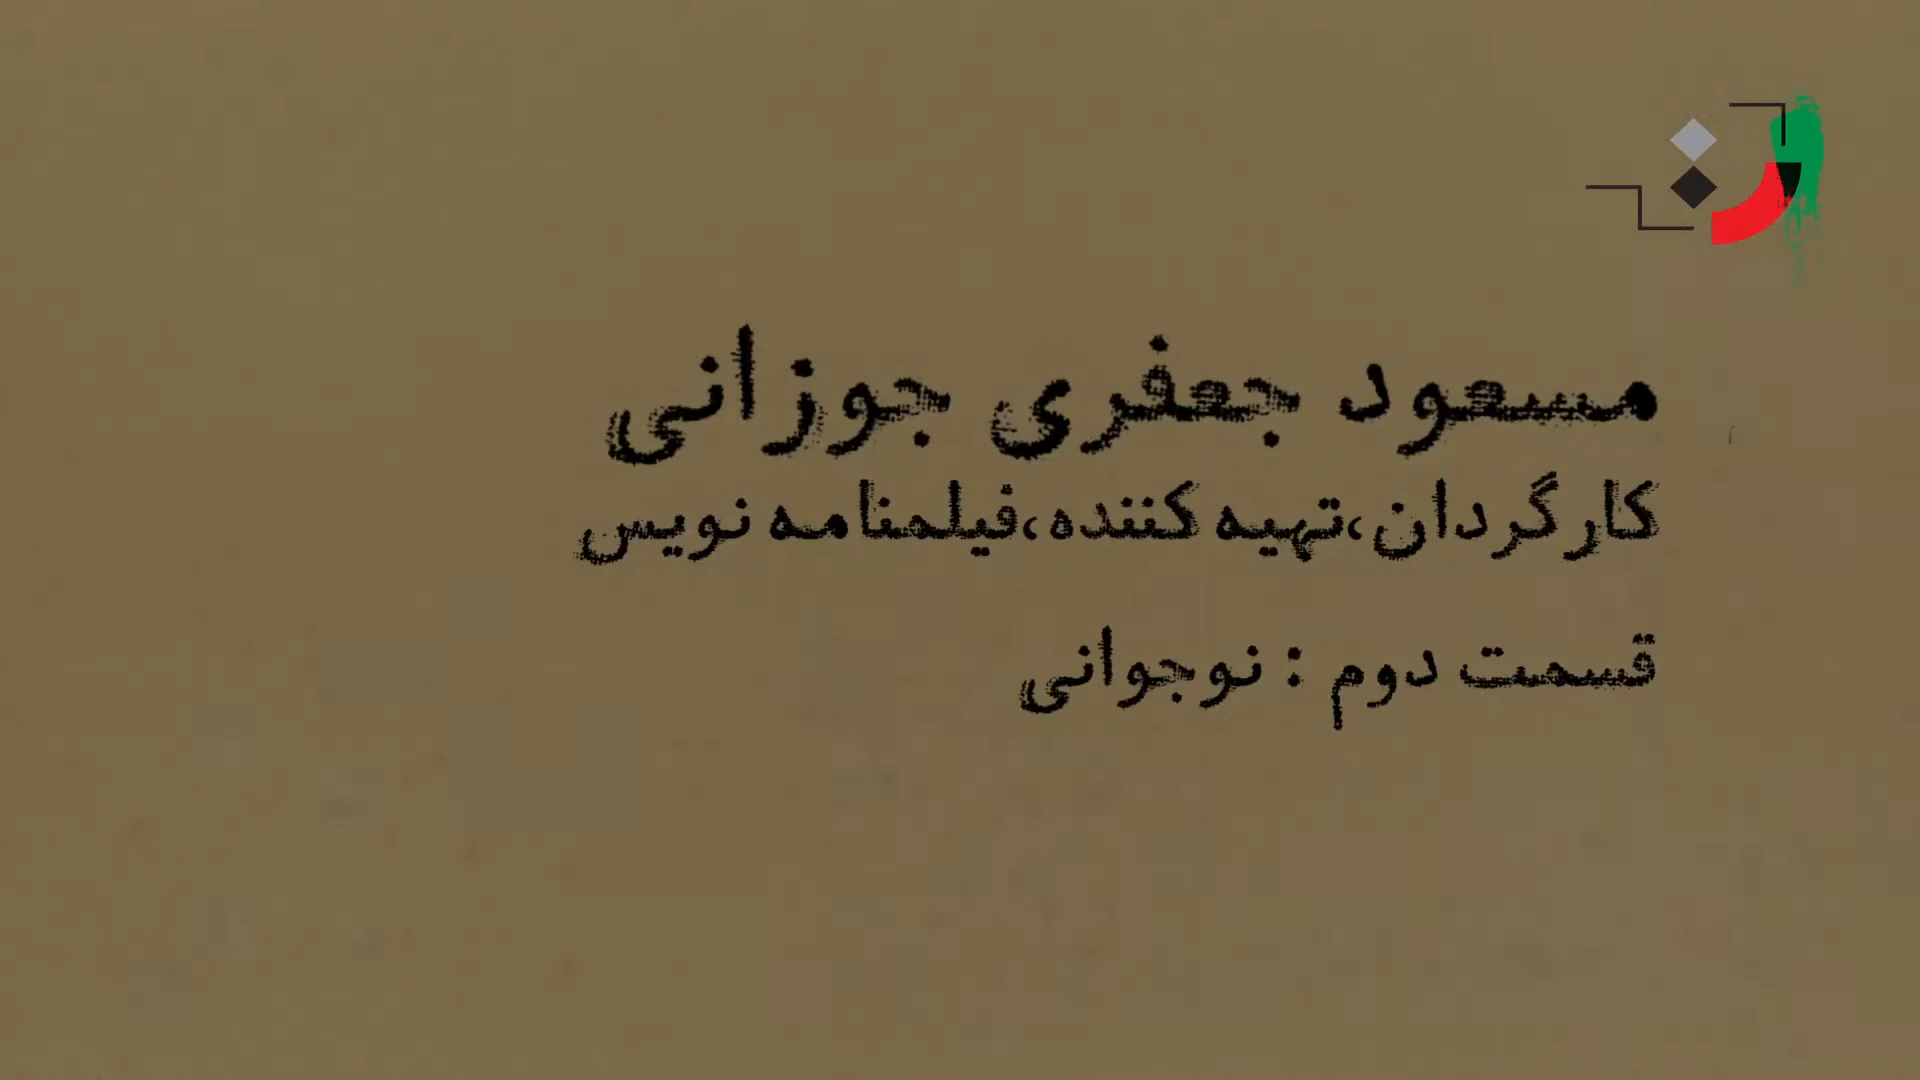 مسعود جعفری جوزانی
کارگردان،تهیه کننده،فیلمنامه نویس
قسمت دوم : نوجوانی